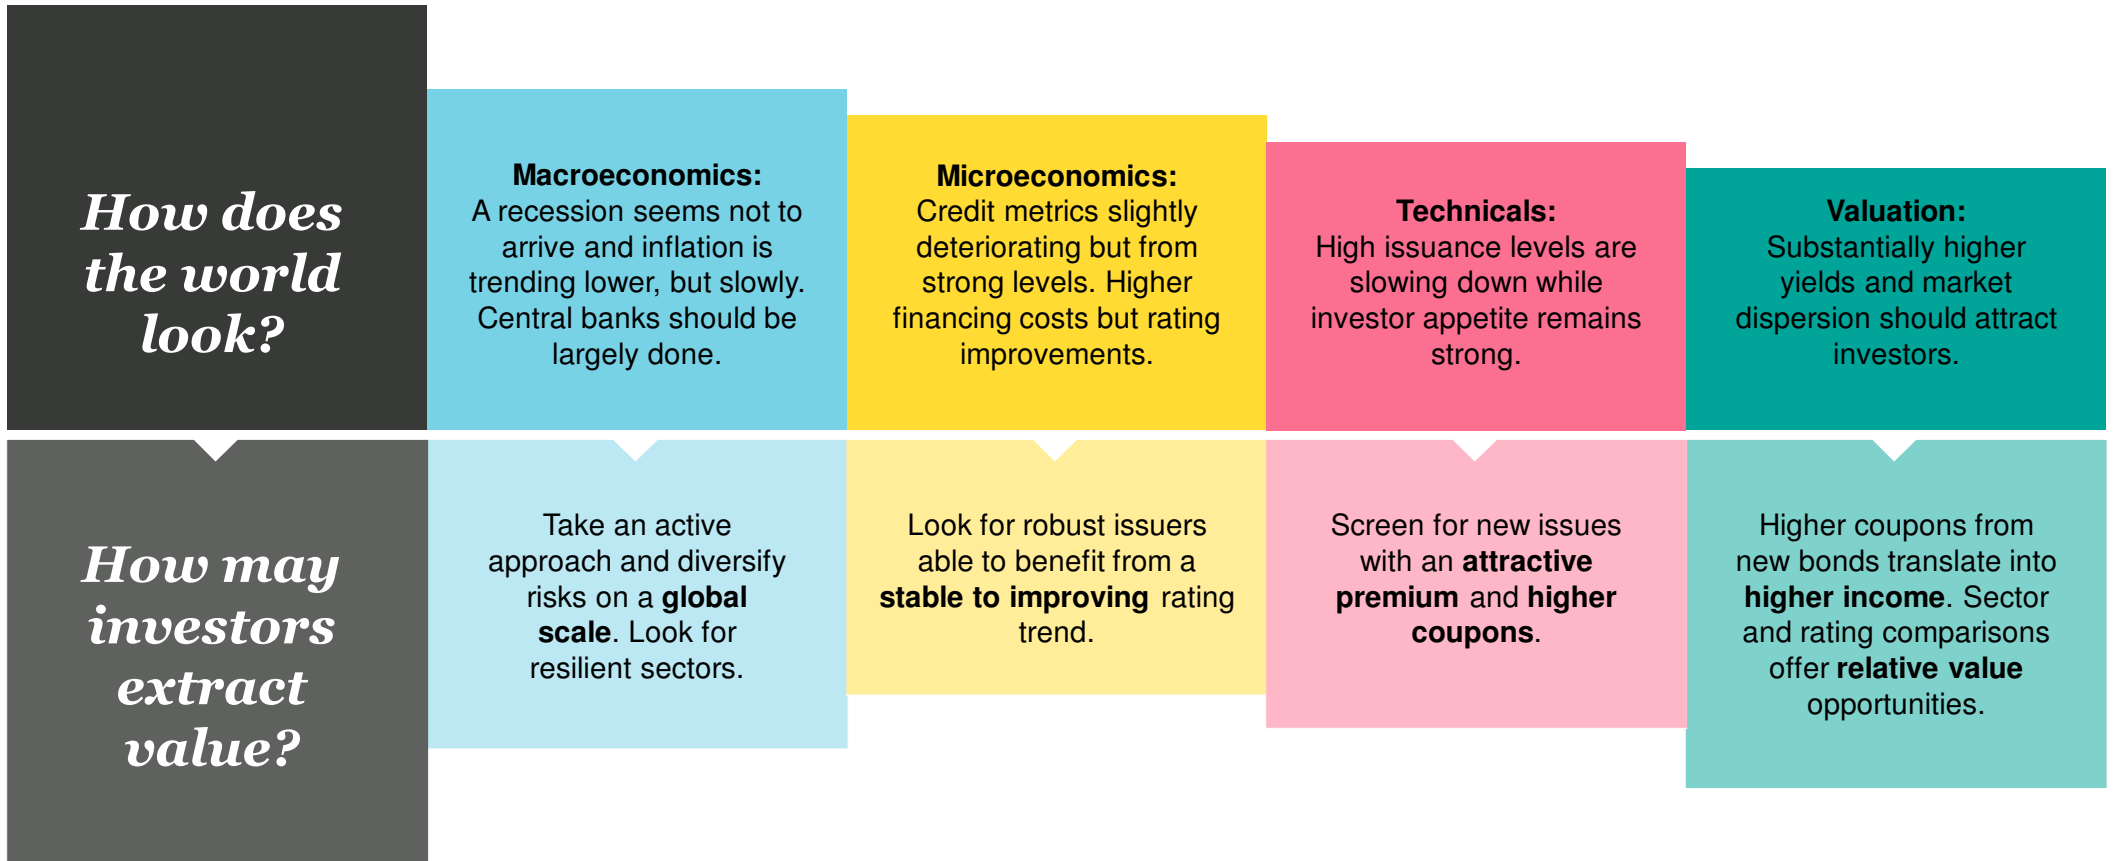 How does
the world
look?
Macroeconomics:
A recession seems not to
arrive and inflation is
trending lower, but slowly.
Central banks should be
largely done.
Microeconomics:
Credit metrics slightly
deteriorating but from
strong levels. Higher
financing costs but rating
improvements.
Technicals:
High issuance levels are
slowing down while
investor appetite remains
strong.
Valuation:
Substantially higher
yields and market
dispersion should attract
investors.
How may
investors
extract
value?
Take an active
approach and diversify
risks on a global
scale. Look for
resilient sectors.
Look for robust issuers
able to benefit from a
stable to improving rating
trend.
Screen for new issues
with an attractive
premium and higher
coupons.
Higher coupons from
new bonds translate into
higher income. Sector
and rating comparisons
offer relative value
opportunities.